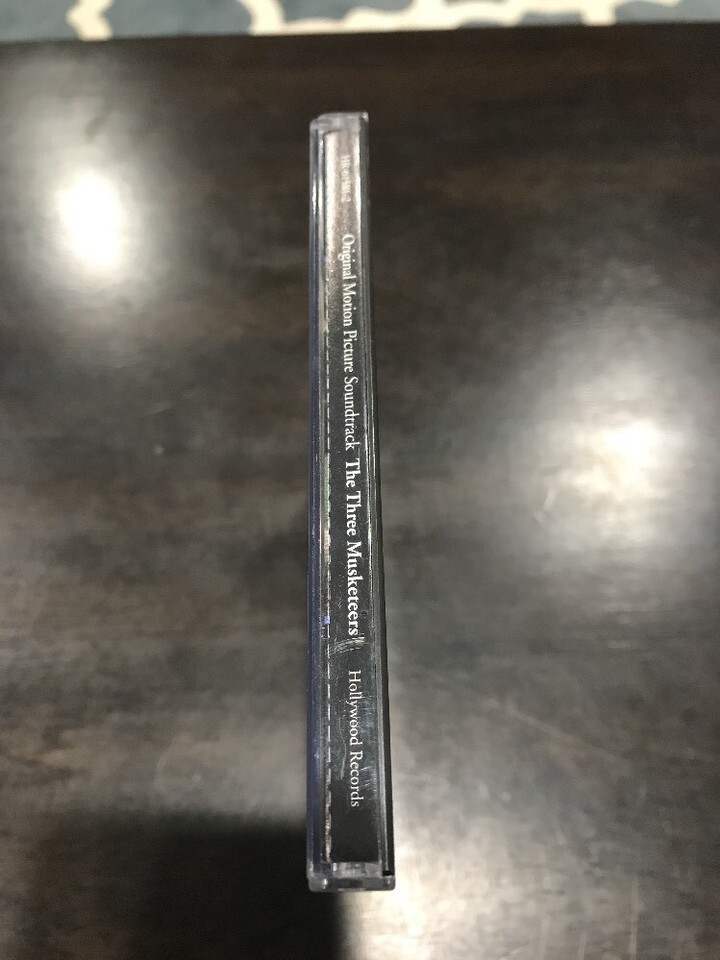 Original Motion Picture Soundtrack The Three Musketeers Hollywood Records